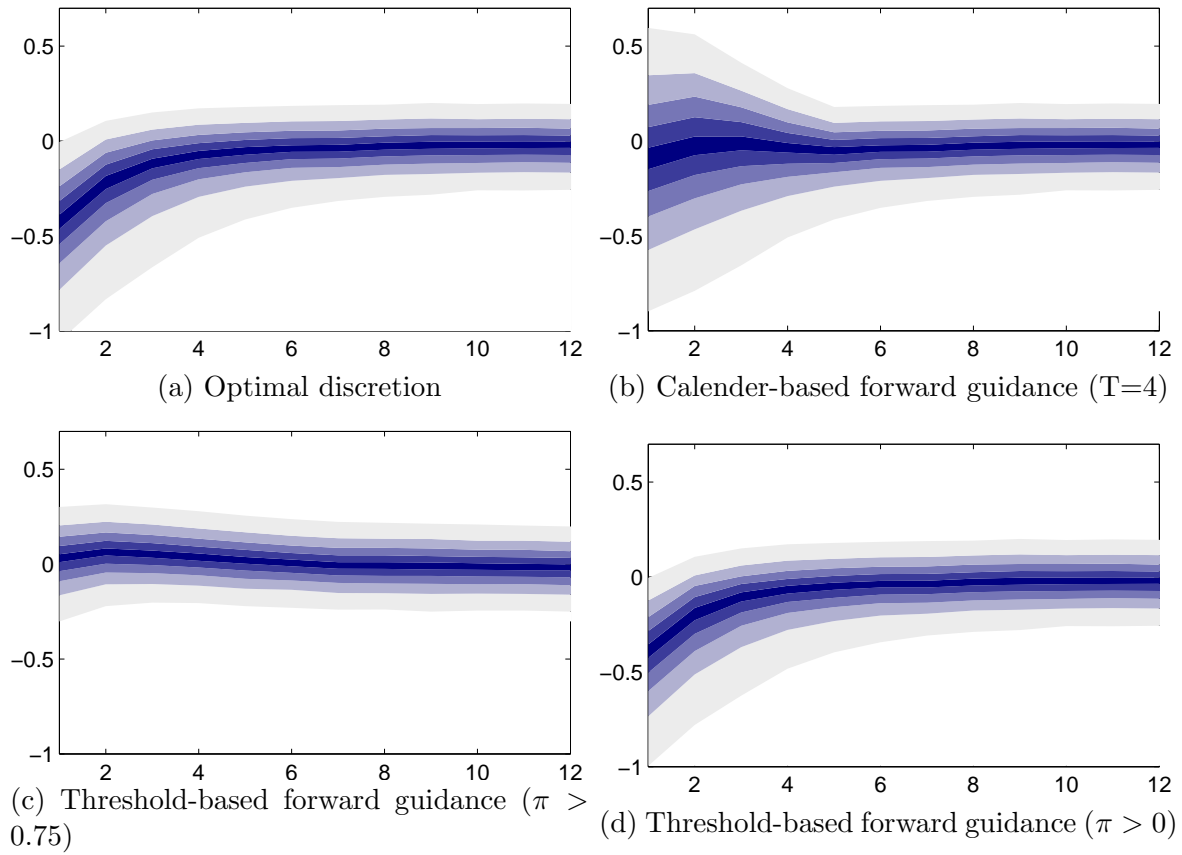 0.5
0
−0.5
−1
2 4 6 8 10 12
(a) Optimal discretion
0.5
0
−0.5
−1
2 4 6 8 10 12
(b) Calender-based forward guidance (T=4)
0.5
0
−0.5
−1
2 4 6 8 10 12
(c) Threshold-based forward guidance (π >
0.75)
0.5
0
−0.5
−1
2 4 6 8 10 12
(d) Threshold-based forward guidance (π > 0)